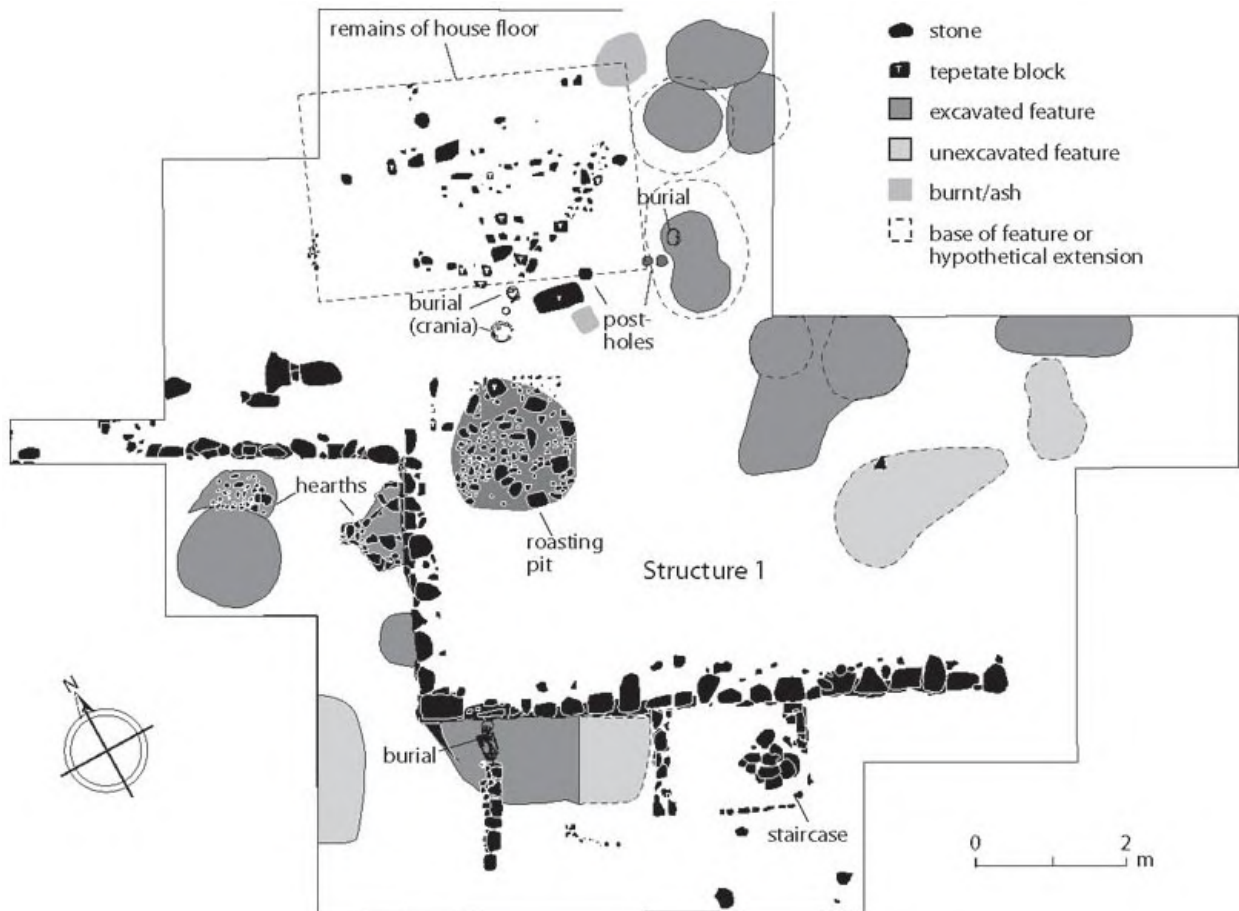 remains of house floor
stone
T tepetate block
excavated feature
unexcavated feature
burnt/ash
base of feature or
hypothetical extension
burial
burial
(crania)
post-
holes
hearths
roasting
pit
Structure 1
N
burial
staircase
0 2
m